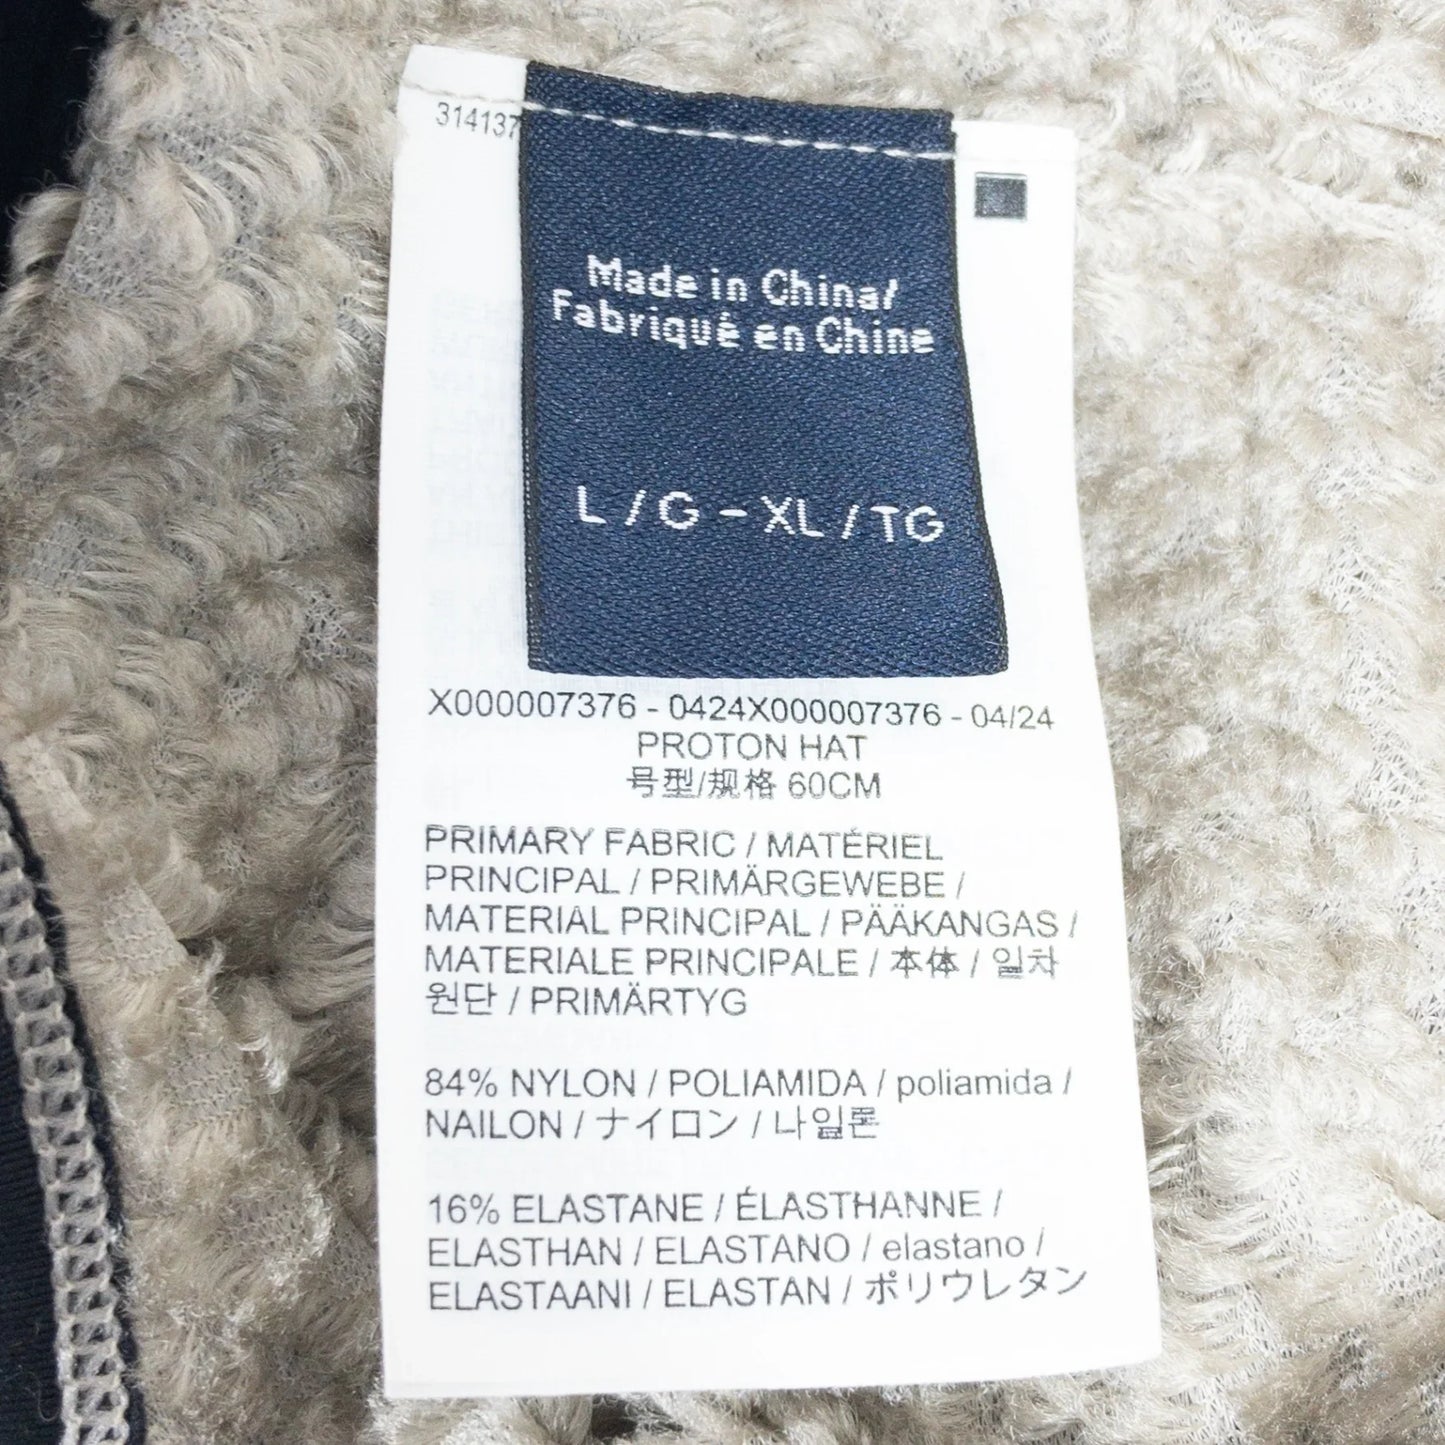 314137
Made in China/
Fabriqué en Chine
L / G - XL / TG
X000007376 - 0424X000007376 - 04/24
PROTON HAT
号型/规格 60CM
PRIMARY FABRIC / MATÉRIEL
PRINCIPAL / PRIMÄRGEWEBE /
MATERIAL PRINCIPAL / PÄÄKANGAS /
MATERIALE PRINCIPALE / 本体 / 일차
원단 / PRIMÄRTYG
84% NYLON / POLIAMIDA / poliamida /
NAILON / ナイロン / 나일론
16% ELASTANE / ÉLASTHANNE /
ELASTHAN / ELASTANO / elastano /
ELASTAANI / ELASTAN / ポリウレタン